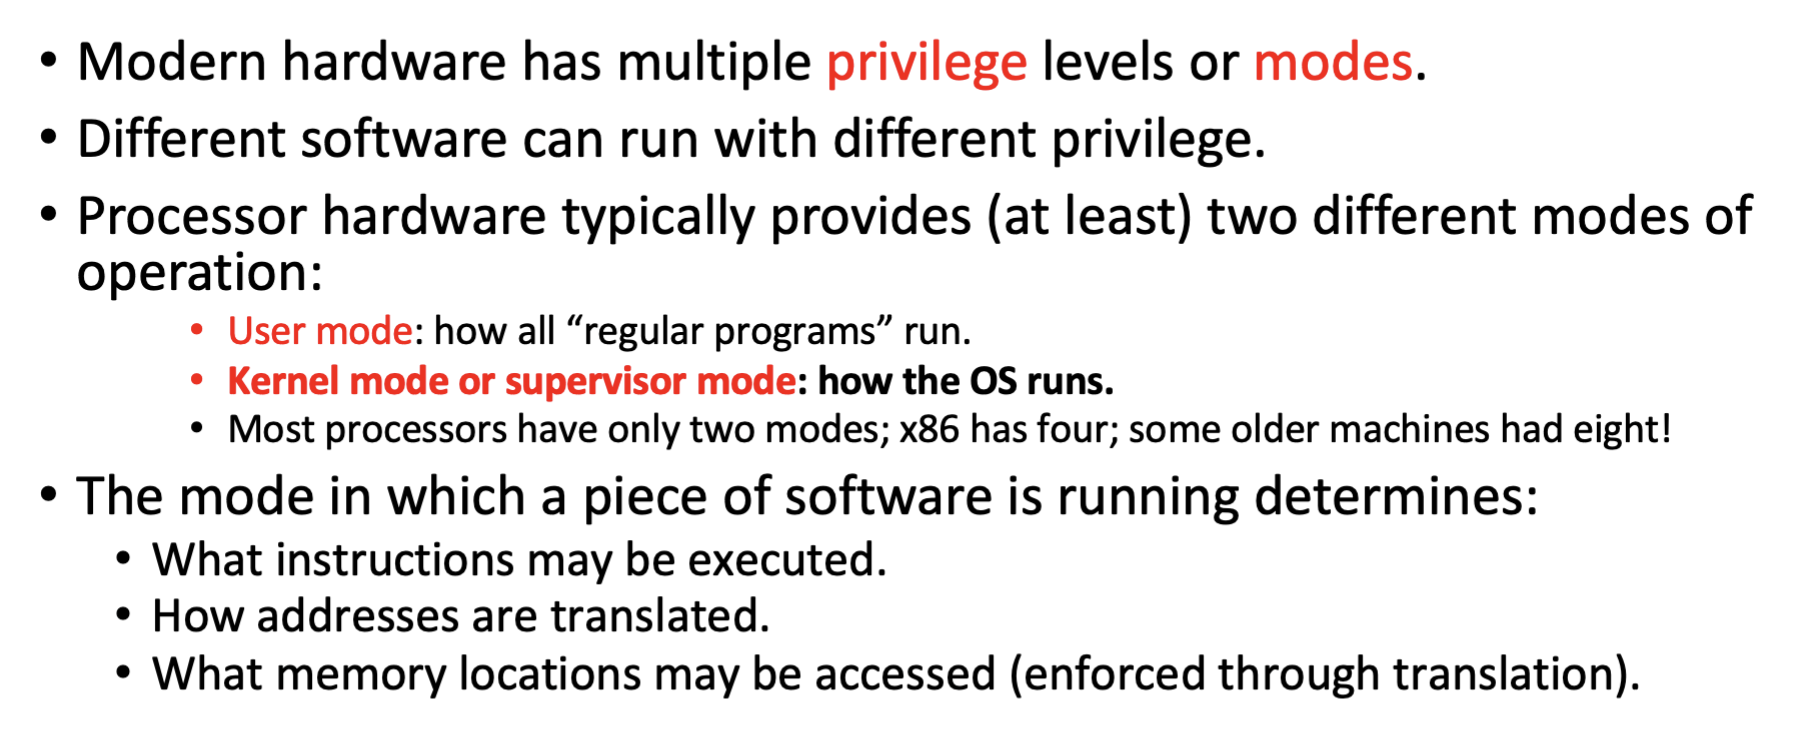 • Modern hardware has multiple privilege levels or modes.
• Different software can run with different privilege.
• Processor hardware typically provides (at least) two different modes of
operation:
• User mode: how all “regular programs” run.
• Kernel mode or supervisor mode: how the OS runs.
• Most processors have only two modes; x86 has four; some older machines had eight!
• The mode in which a piece of software is running determines:
• What instructions may be executed.
• How addresses are translated.
• What memory locations may be accessed (enforced through translation).